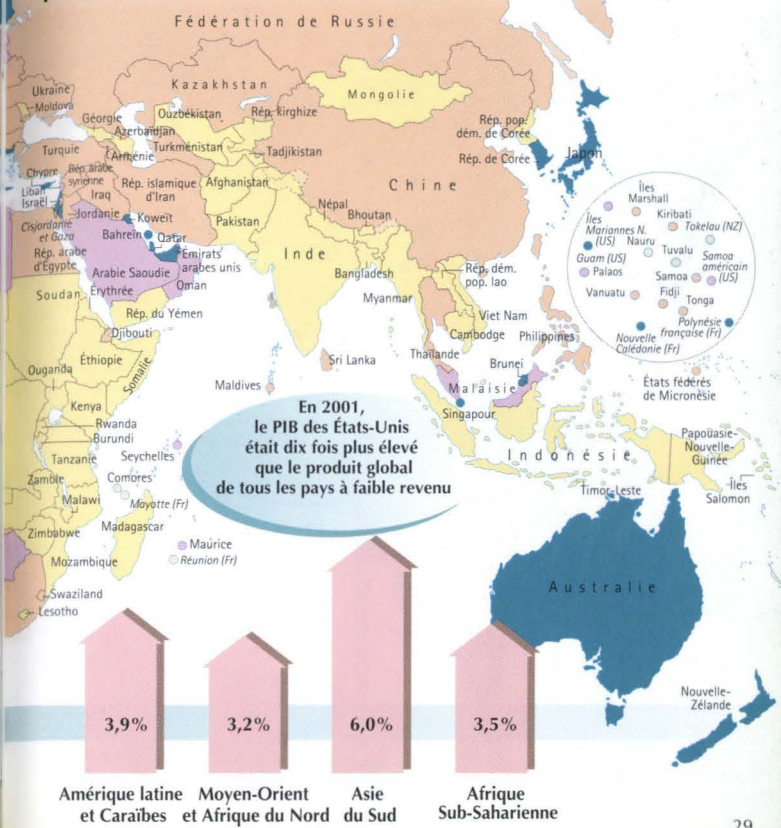 Fédération de Russie
Ukraine
Moldova
Kazakhstan
Mongolie
Géorgie
Ouzbékistan
Rép. kirghize
Azerbaïdjan
Turquie
Arménie
Turkménistan
Tadjikistan
Rép. pop.
dém. de Corée
Rép. de Corée
Japon
Chypre
Liban
Israël
Rép. arabe
syrienne
Iraq
Rép. islamique
d'Iran
Afghanistan
Chine
Jordanie
Koweït
Cisjordanie
et Gaza
Bahreïn
Qatar
Pakistan
Népal
Bhoutan
Rép. arabe
d'Égypte
Émirats
arabes unis
Arabie Saoudite
Oman
Inde
Bangladesh
Myanmar
Rép. dém.
pop. lao
Soudan
Érythrée
Rép. du Yémen
Djibouti
Viet Nam
Cambodge
Philippines
Éthiopie
Somalie
Ouganda
Sri Lanka
Thaïlande
Brunei
Maldives
Malaisie
Singapour
Kenya
Rwanda
Burundi
Tanzanie
Seychelles
Indonésie
Papouasie-
Nouvelle-
Guinée
Zambie
Comores
Malawi
Mayotte (Fr)
Timor-Leste
Îles
Salomon
Zimbabwe
Madagascar
Maurice
Réunion (Fr)
Mozambique
Swaziland
Lesotho
Australie
Nouvelle-
Zélande
Îles
Marshall
Îles
Mariannes N.
(US)
Kiribati
Tokelau (NZ)
Nauru
Guam (US)
Tuvalu
Samoa
américain
(US)
Palaos
Samoa
Vanuatu
Fidji
Tonga
Polynésie
française (Fr)
Nouvelle
Calédonie (Fr)
États fédérés
de Micronésie
En 2001,
le PIB des États-Unis
était dix fois plus élevé
que le produit global
de tous les pays à faible revenu
3,9%
3,2%
6,0%
3,5%
Amérique latine
et Caraïbes
Moyen-Orient
et Afrique du Nord
Asie
du Sud
Afrique
Sub-Saharienne
29